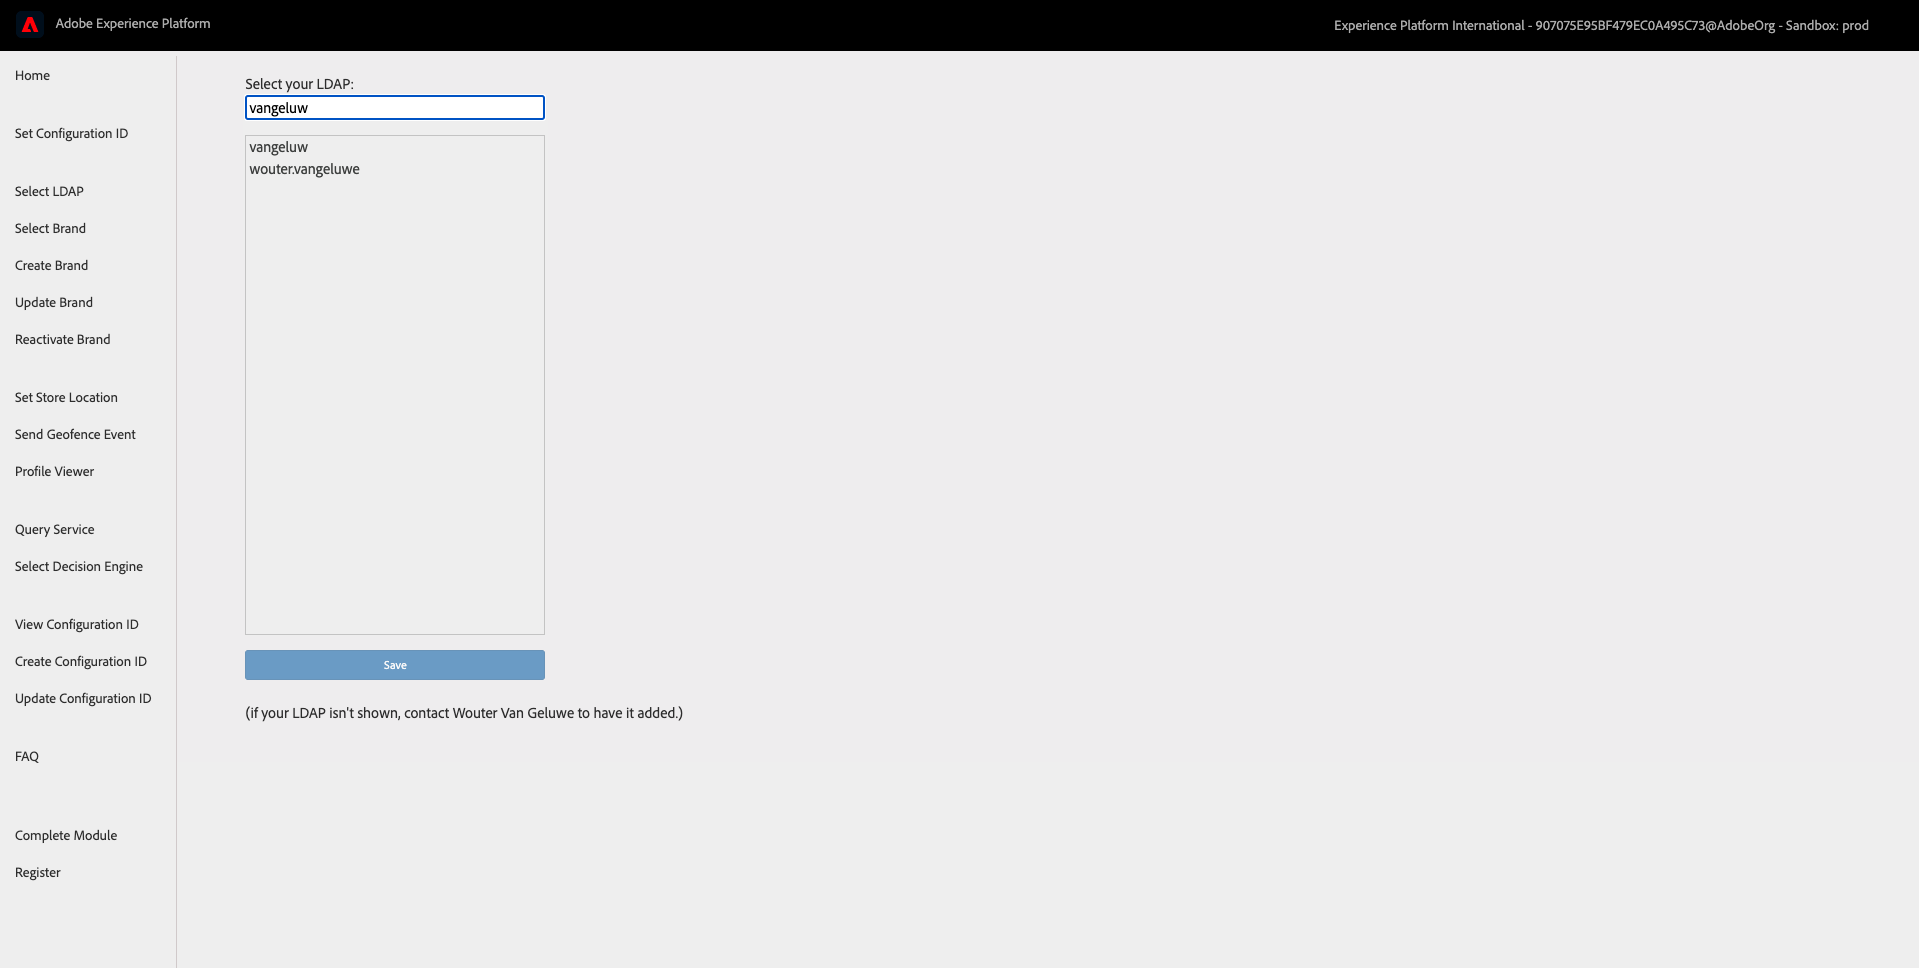 Adobe Experience Platform
Experience Platform International - 907075E95BF479EC0A495C73@AdobeOrg - Sandbox: prod
Home
Set Configuration ID
Select LDAP
Select Brand
Create Brand
Update Brand
Reactivate Brand
Set Store Location
Send Geofence Event
Profile Viewer
Query Service
Select Decision Engine
View Configuration ID
Create Configuration ID
Update Configuration ID
FAQ
Complete Module
Register
Select your LDAP:
vangeluw
vangeluw
wouter.vangeluwe
Save
(if your LDAP isn't shown, contact Wouter Van Geluwe to have it added.)